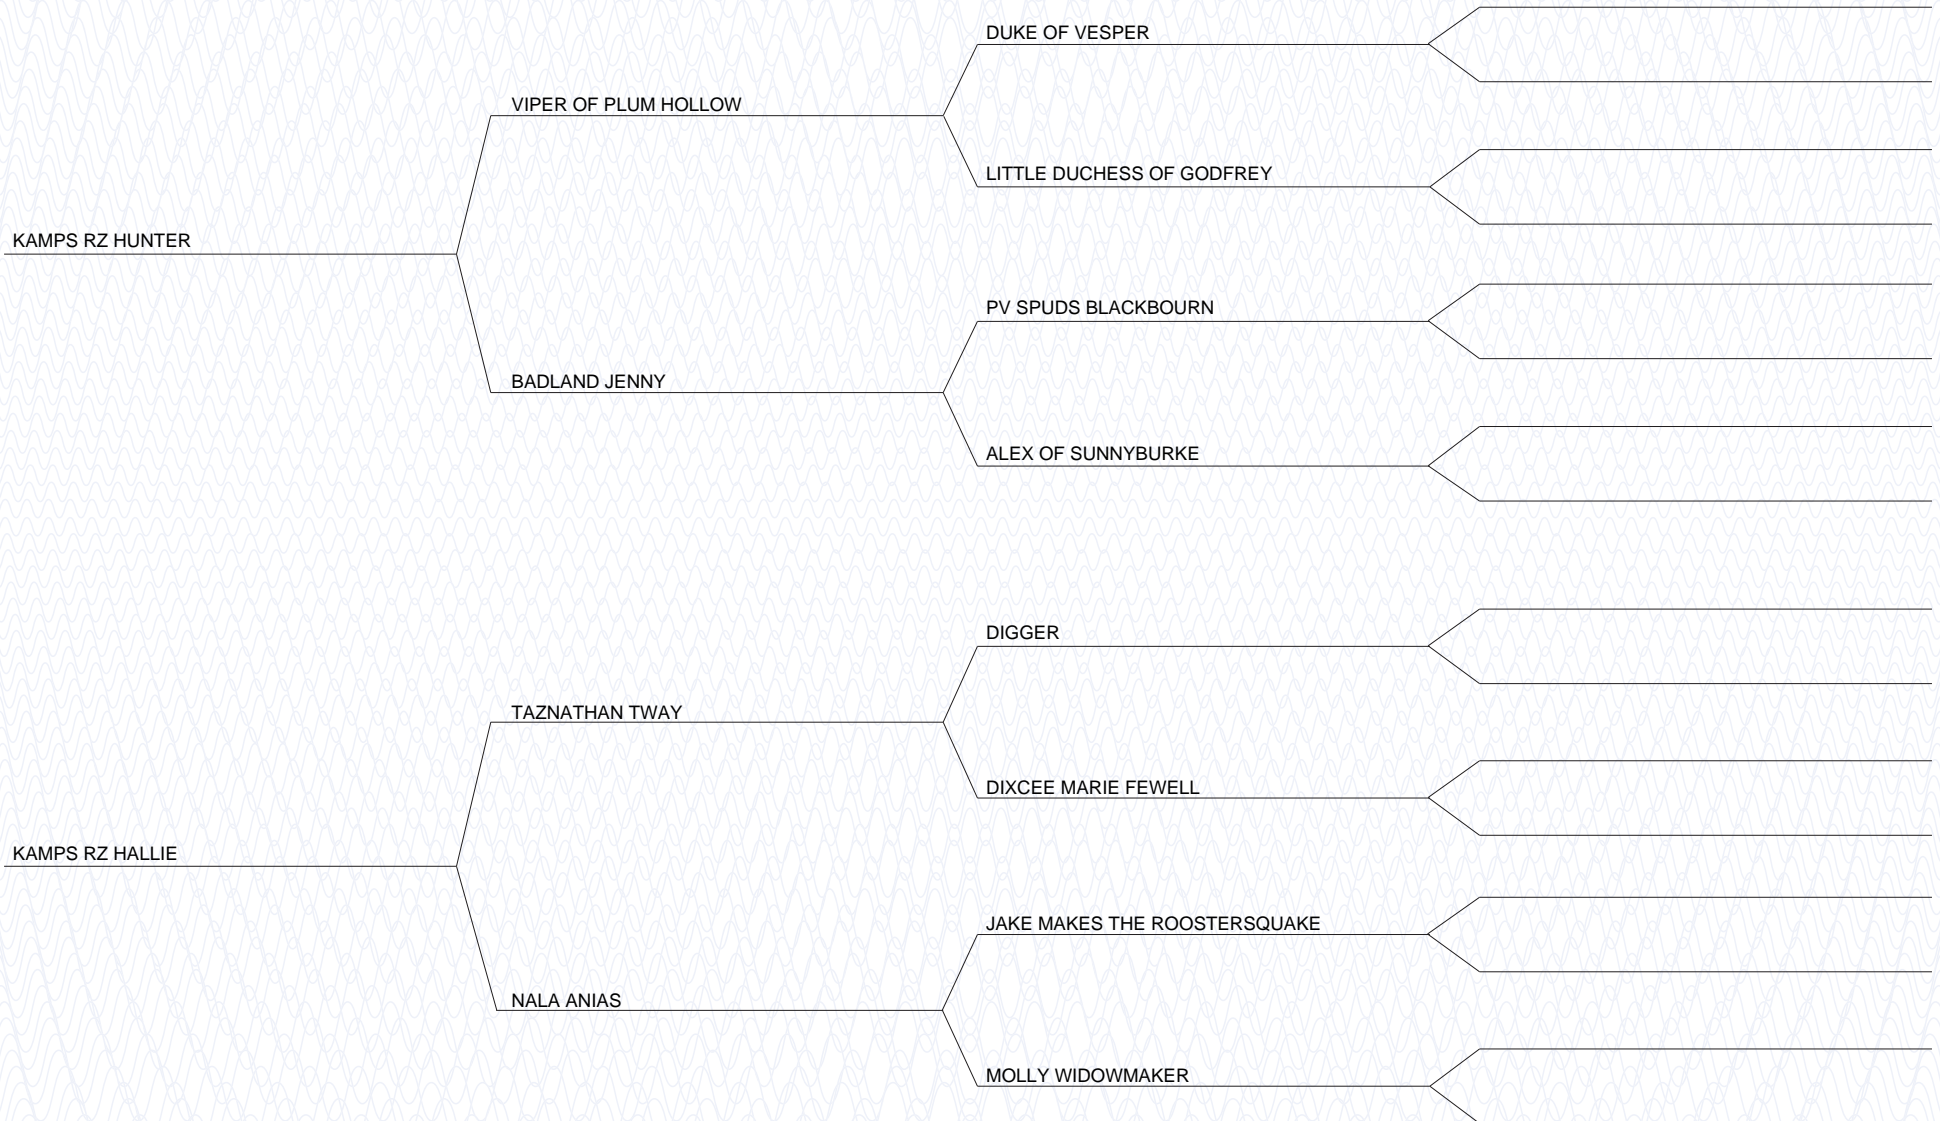 DUKE OF VESPER
VIPER OF PLUM HOLLOW
LITTLE DUCHESS OF GODFREY
KAMPS RZ HUNTER
PV SPUDS BLACKBOURN
BADLAND JENNY
ALEX OF SUNNYBURKE
DIGGER
TAZNATHAN TWAY
DIXCEE MARIE FEWELL
KAMPS RZ HALLIE
JAKE MAKES THE ROOSTERSQUAKE
NALA ANIAS
MOLLY WIDOWMAKER